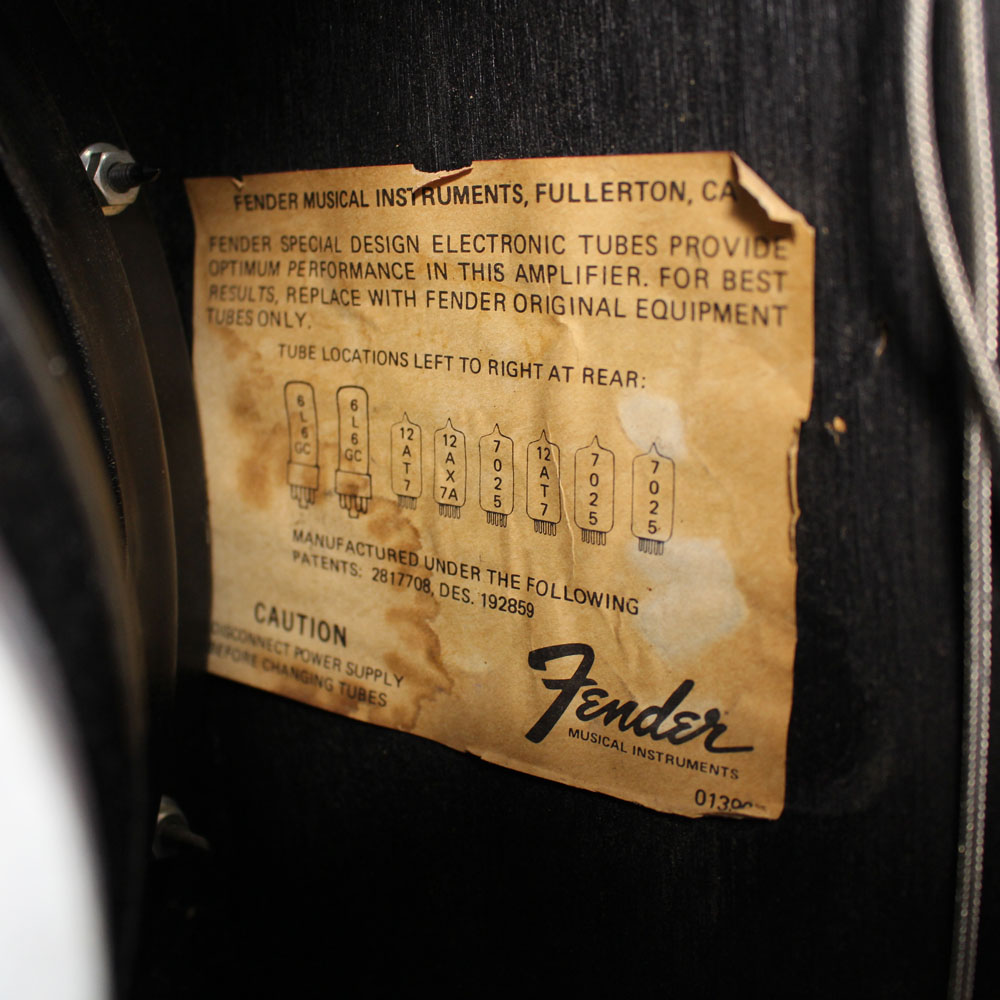 FENDER MUSICAL INSTRUMENTS, FULLERTON, CA
FENDER SPECIAL DESIGN ELECTRONIC TUBES PROVIDE
OPTIMUM PERFORMANCE IN THIS AMPLIFIER. FOR BEST
RESULTS, REPLACE WITH FENDER ORIGINAL EQUIPMENT
TUBES ONLY.
TUBE LOCATIONS LEFT TO RIGHT AT REAR:
6L6GC 6L6GC 12AT7 12AX7A 7025 12AT7 7025 7025
MANUFACTURED UNDER THE FOLLOWING
PATENTS: 2817708, DES. 192859
CAUTION
DISCONNECT POWER SUPPLY
BEFORE CHANGING TUBES
Fender
MUSICAL INSTRUMENTS